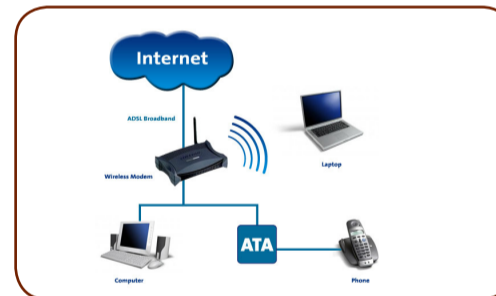 Internet
ADSL Broadband
Laptop
Wireless Modem
ATA
Computer
Phone